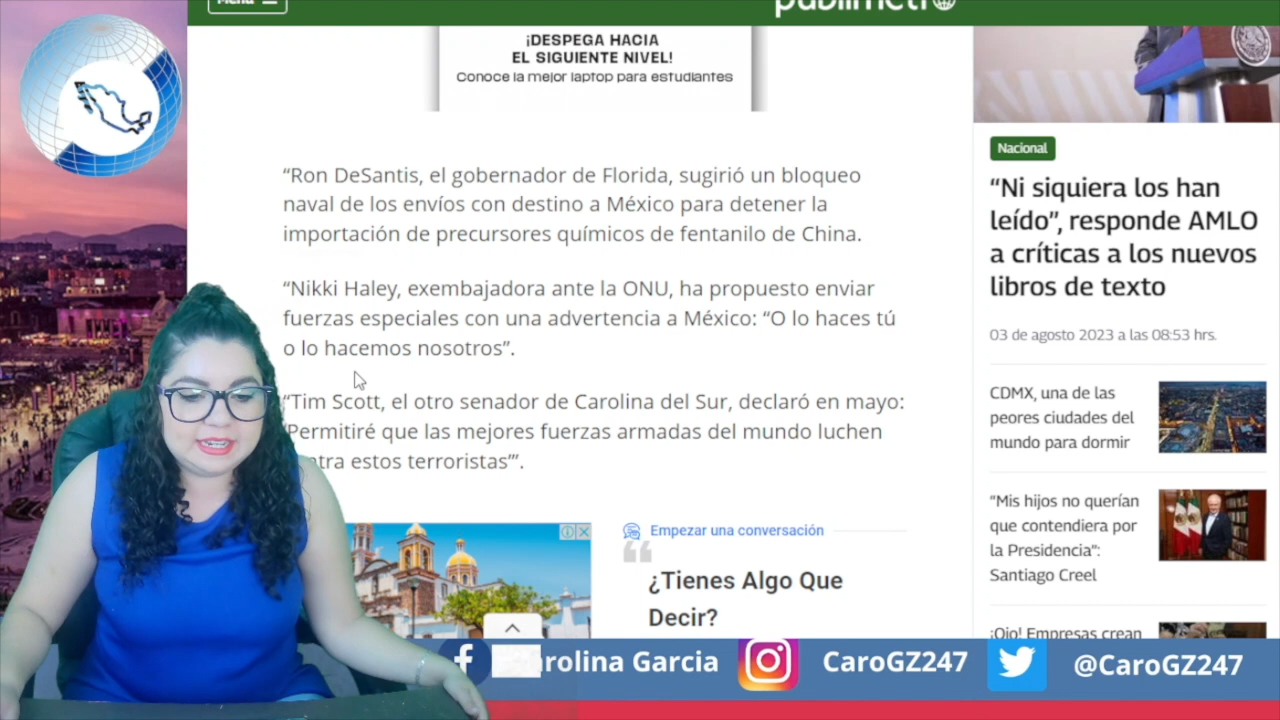 Menu
publimetro
¡DESPEGA HACIA
EL SIGUIENTE NIVEL!
Conoce la mejor laptop para estudiantes
“Ron DeSantis, el gobernador de Florida, sugirió un bloqueo
naval de los envíos con destino a México para detener la
importación de precursores químicos de fentanilo de China.
“Nikki Haley, exembajadora ante la ONU, ha propuesto enviar
fuerzas especiales con una advertencia a México: “O lo haces tú
o lo hacemos nosotros”.
“Tim Scott, el otro senador de Carolina del Sur, declaró en mayo:
‘Permitiré que las mejores fuerzas armadas del mundo luchen
estos terroristas’”.
Empezar una conversación
¿Tienes Algo Que
Decir?
Nacional
“Ni siquiera los han
leído”, responde AMLO
a críticas a los nuevos
libros de texto
03 de agosto 2023 a las 08:53 hrs.
CDMX, una de las
peores ciudades del
mundo para dormir
“Mis hijos no querían
que contendiera por
la Presidencia”:
Santiago Creel
¡Ojo! Empresas crean
rolina Garcia
CaroGZ247
@CaroGZ247